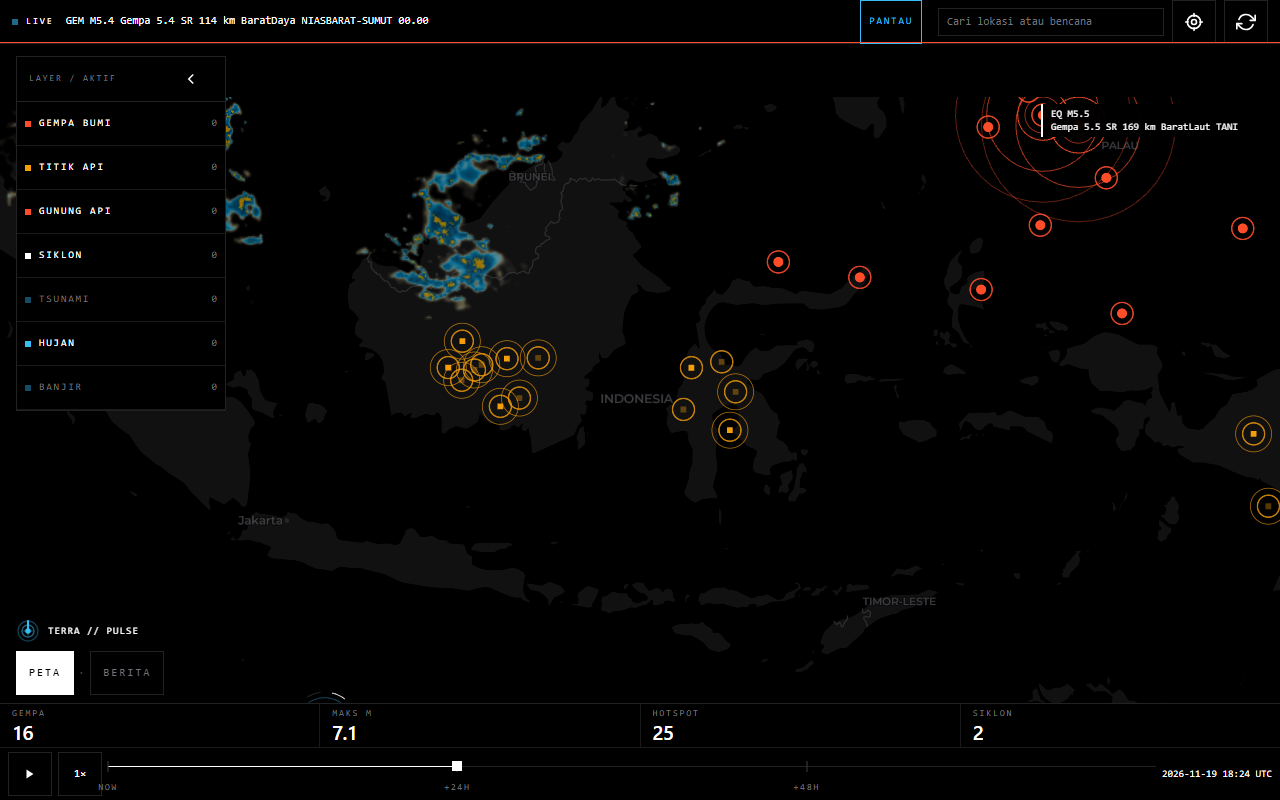 LIVE GEM M5.4 Gempa 5.4 SR 114 km BaratDaya NIASBARAT-SUMUT 00.00
PANTAU
Cari lokasi atau bencana
LAYER / AKTIF
GEMPA BUMI 0
TITIK API 0
GUNUNG API 0
SIKLON 0
TSUNAMI 0
HUJAN 0
BANJIR 0
EQ M5.5
Gempa 5.5 SR 169 km BaratLaut TANI
PALAU
BRUNEI
INDONESIA
Jakarta
TIMOR-LESTE
TERRA // PULSE
PETA · BERITA
GEMPA
16
MAKS M
7.1
HOTSPOT
25
SIKLON
2
1×
NOW
+24H
+48H
2026-11-19 18:24 UTC